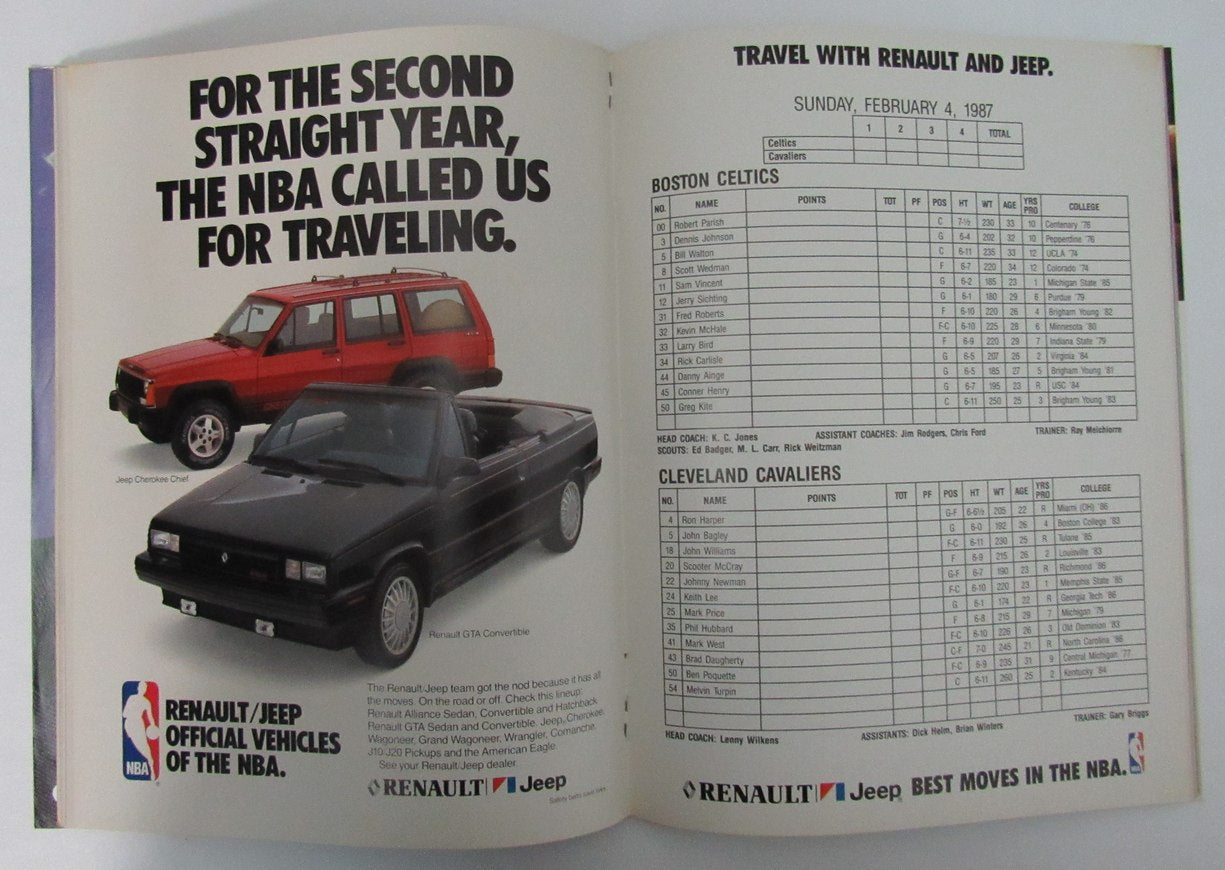 FOR THE SECOND
STRAIGHT YEAR,
THE NBA CALLED US
FOR TRAVELING.
Jeep Cherokee Chief
Renault GTA Convertible
NBA
RENAULT/JEEP
OFFICIAL VEHICLES
OF THE NBA.
The Renault/Jeep team got the nod because it has all
the moves. On the road or off. Check this lineup:
Renault Alliance Sedan, Convertible and Hatchback
Renault GTA Sedan and Convertible. Jeep, Cherokee,
Wagoneer, Grand Wagoneer, Wrangler, Comanche,
J10-J20 Pickups and the American Eagle.
See your Renault/Jeep dealer.
RENAULT Jeep
Safety belts save lives.
TRAVEL WITH RENAULT AND JEEP.
SUNDAY, FEBRUARY 4, 1987
1 2 3 4 TOTAL
Celtics
Cavaliers
BOSTON CELTICS
NO. NAME POINTS TOT PF POS HT WT AGE YRS PRO COLLEGE
00 Robert Parish C 7-½ 230 33 10 Centenary '76
3 Dennis Johnson G 6-4 202 32 10 Pepperdine '76
5 Bill Walton C 6-11 235 33 12 UCLA '74
8 Scott Wedman F 6-7 220 34 12 Colorado '74
11 Sam Vincent G 6-2 185 23 1 Michigan State '85
12 Jerry Sichting G 6-1 180 29 6 Purdue '79
31 Fred Roberts F 6-10 220 26 4 Brigham Young '82
32 Kevin McHale F-C 6-10 225 28 6 Minnesota '80
33 Larry Bird F 6-9 220 29 7 Indiana State '79
34 Rick Carlisle G 6-5 207 26 2 Virginia '84
44 Danny Ainge G 6-5 185 27 5 Brigham Young '81
45 Conner Henry G 6-7 195 23 R USC '84
50 Greg Kite C 6-11 250 25 3 Brigham Young '83
HEAD COACH: K. C. Jones ASSISTANT COACHES: Jim Rodgers, Chris Ford TRAINER: Ray Melchiorre
SCOUTS: Ed Badger, M. L. Carr, Rick Weitzman
CLEVELAND CAVALIERS
NO. NAME POINTS TOT PF POS HT WT AGE YRS PRO COLLEGE
4 Ron Harper G-F 6-6½ 205 22 R Miami (OH) '86
5 John Bagley G 6-0 192 26 4 Boston College '83
18 John Williams F-C 6-11 230 25 R Tulane '85
20 Scooter McCray F 6-9 215 26 2 Louisville '83
22 Johnny Newman G-F 6-7 190 23 R Richmond '86
24 Keith Lee F-C 6-10 220 23 1 Memphis State '85
25 Mark Price G 6-1 174 22 R Georgia Tech '86
35 Phil Hubbard F 6-8 215 29 7 Michigan '79
41 Mark West F-C 6-10 226 26 3 Old Dominion '83
43 Brad Daugherty C-F 7-0 245 21 R North Carolina '86
50 Ben Poquette F-C 6-9 235 31 9 Central Michigan '77
54 Melvin Turpin C 6-11 260 25 2 Kentucky '84
HEAD COACH: Lenny Wilkens ASSISTANTS: Dick Helm, Brian Winters TRAINER: Gary Briggs
RENAULT Jeep BEST MOVES IN THE NBA.